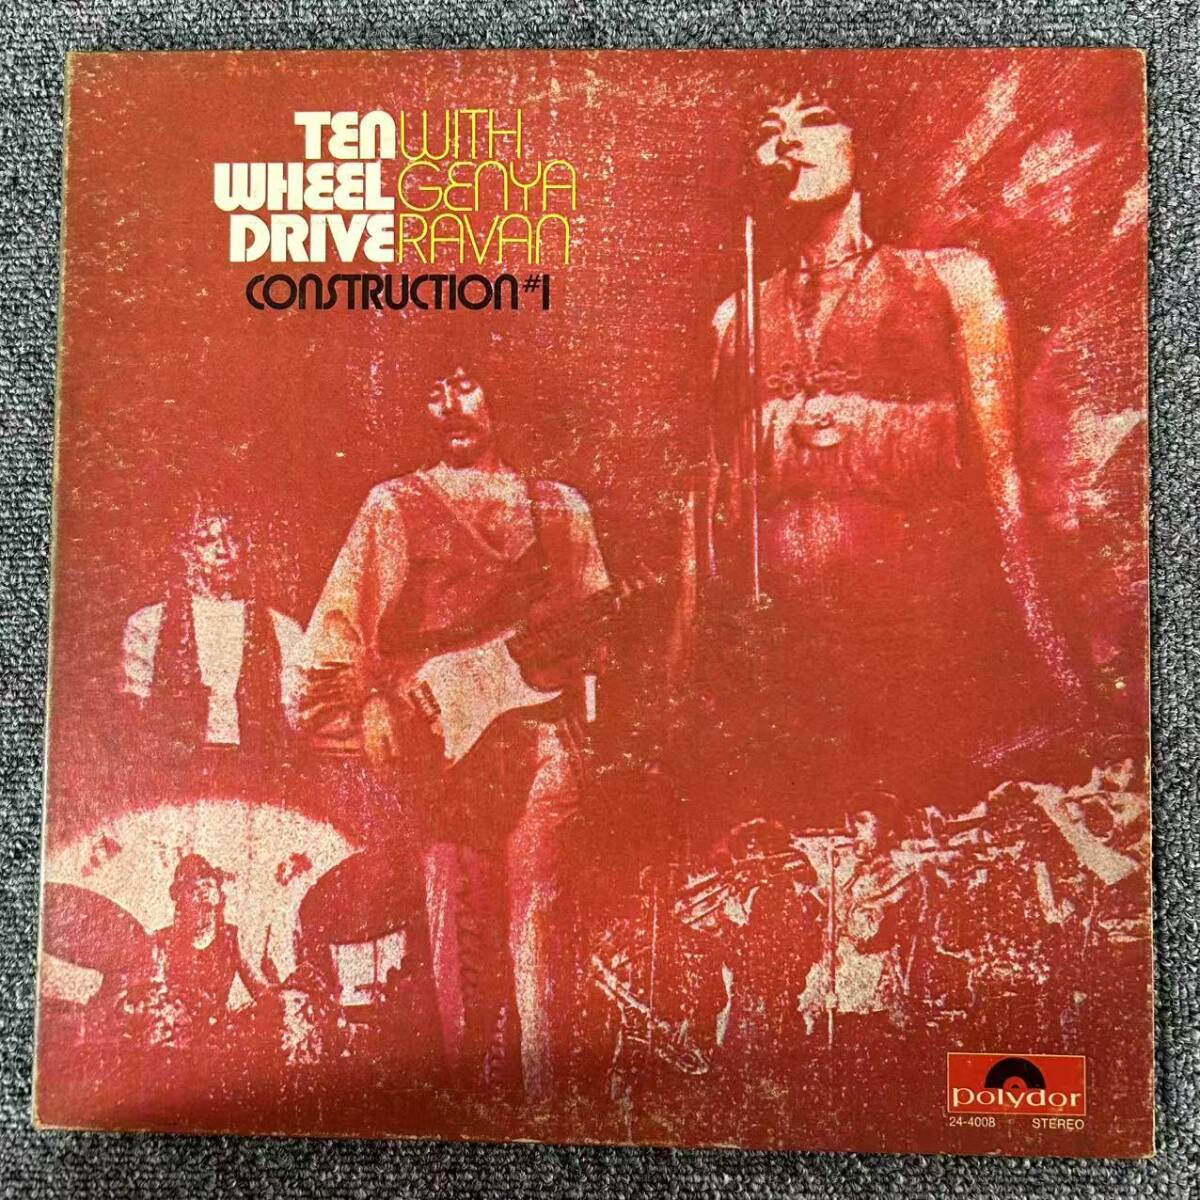 TEN WITH
WHEEL GENYA
DRIVE RAVAN
CONSTRUCTION #1
polydor
24-4008 STEREO